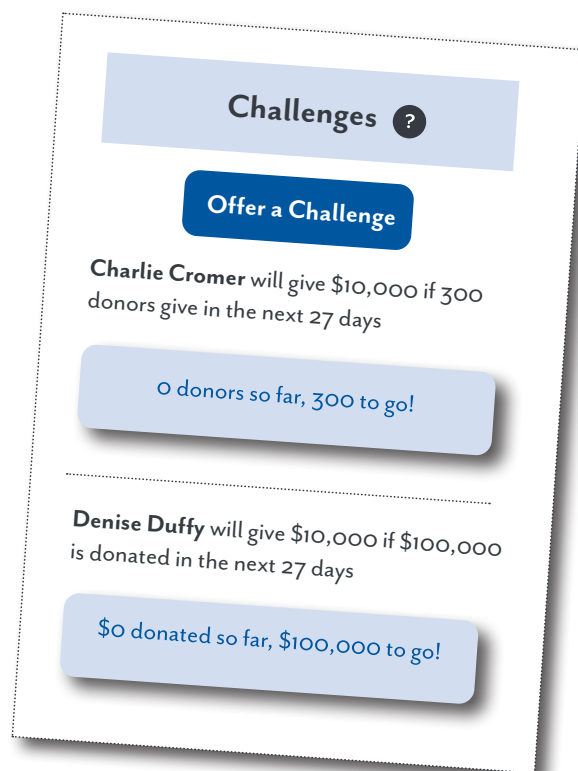 Challenges ?
Offer a Challenge
Charlie Cromer will give $10,000 if 300
donors give in the next 27 days
0 donors so far, 300 to go!
Denise Duffy will give $10,000 if $100,000
is donated in the next 27 days
$0 donated so far, $100,000 to go!